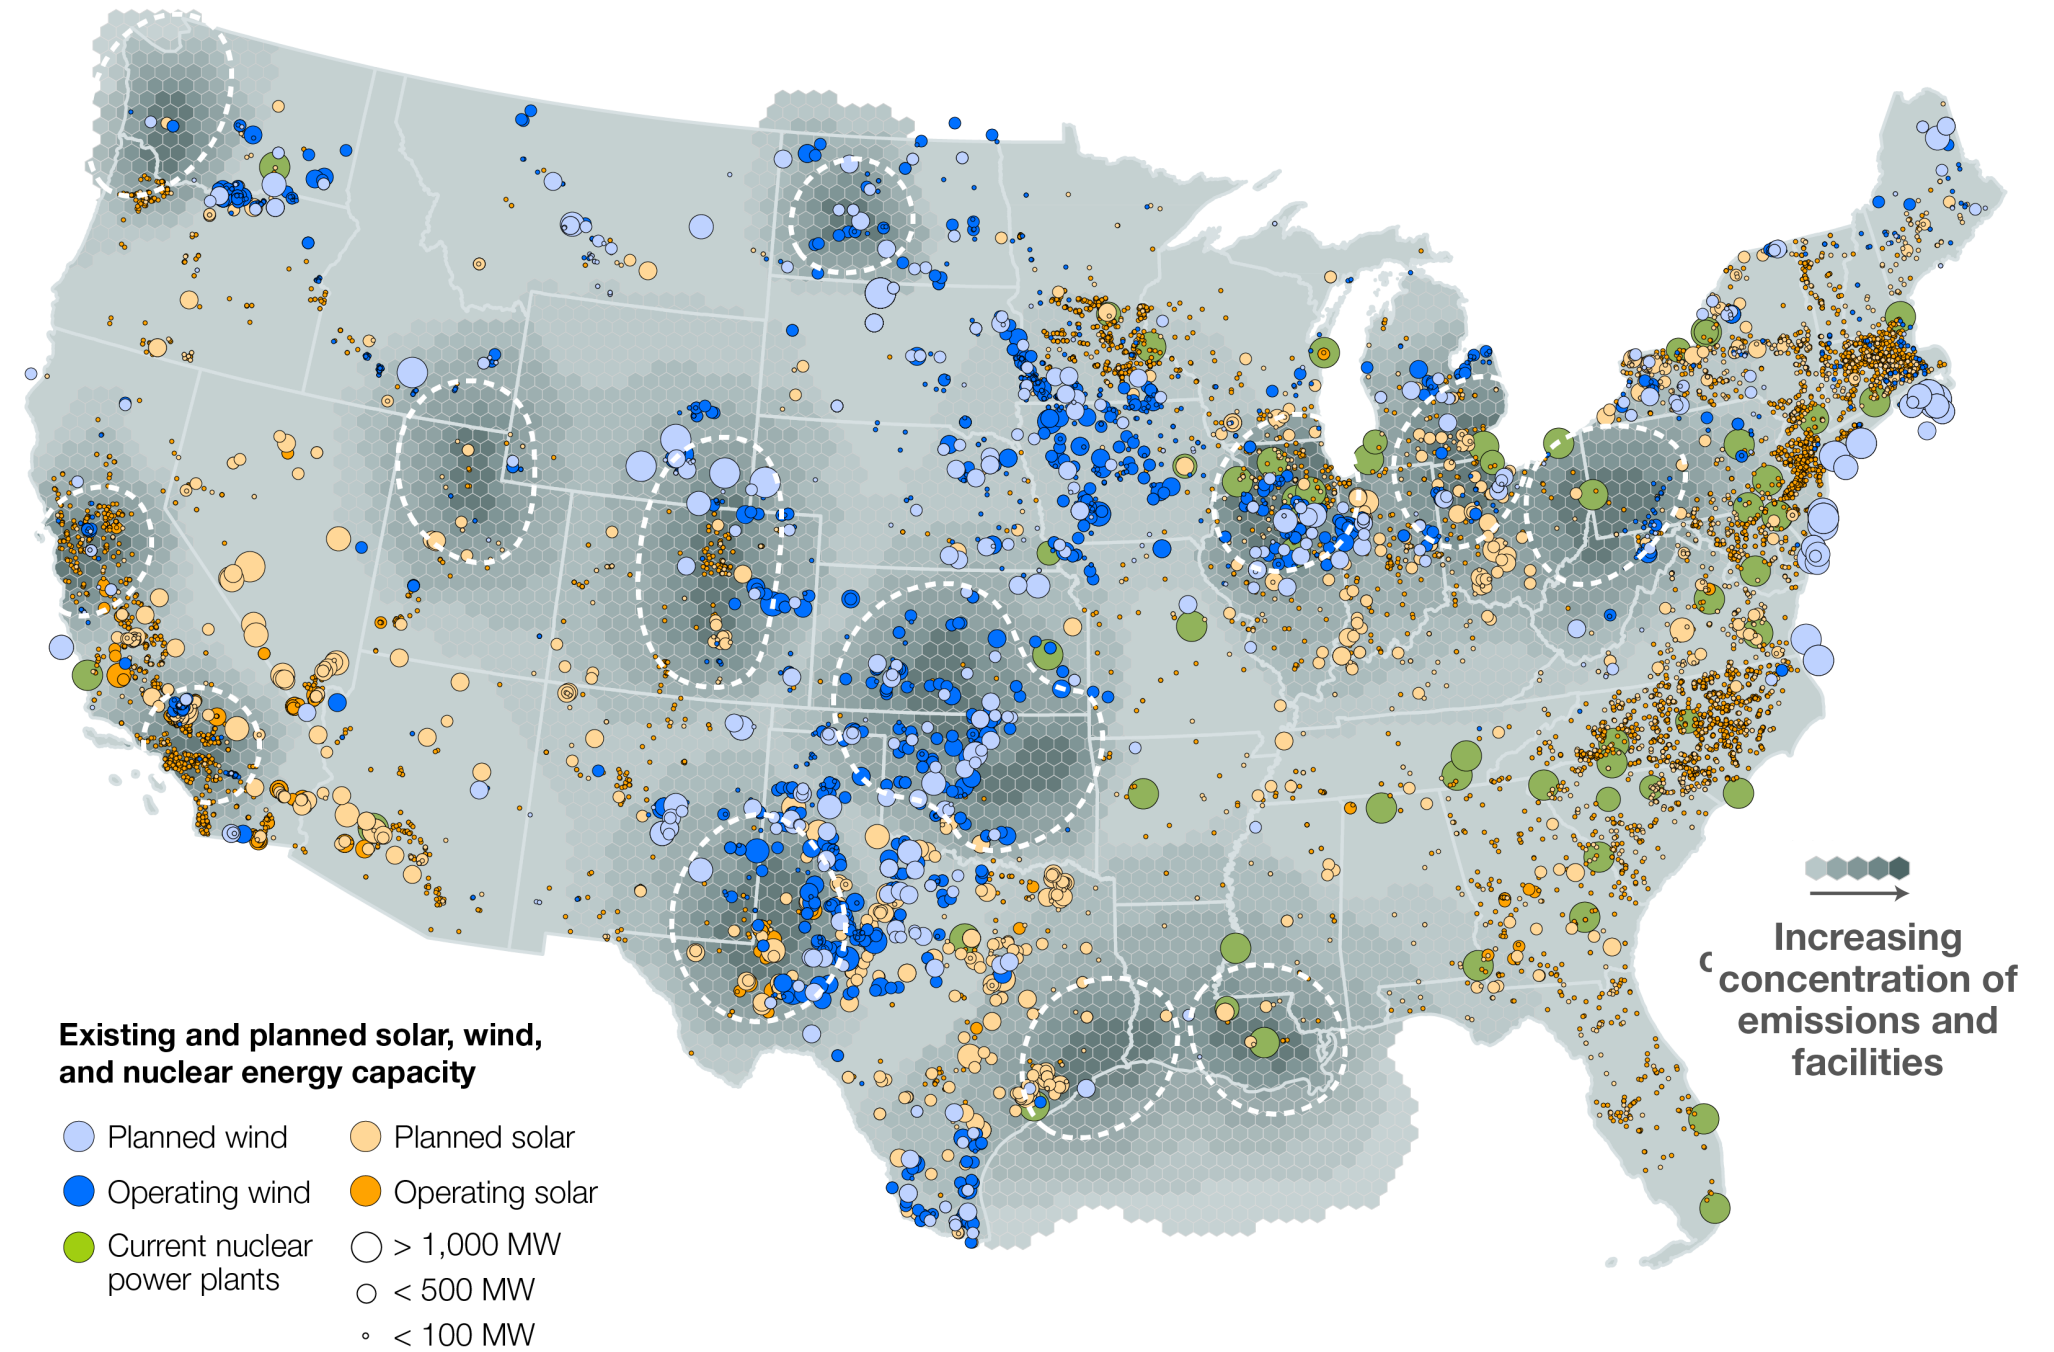 Existing and planned solar, wind,
and nuclear energy capacity
Planned wind
Operating wind
Current nuclear
power plants
Planned solar
Operating solar
> 1,000 MW
< 500 MW
< 100 MW
Increasing
concentration of
emissions and
facilities